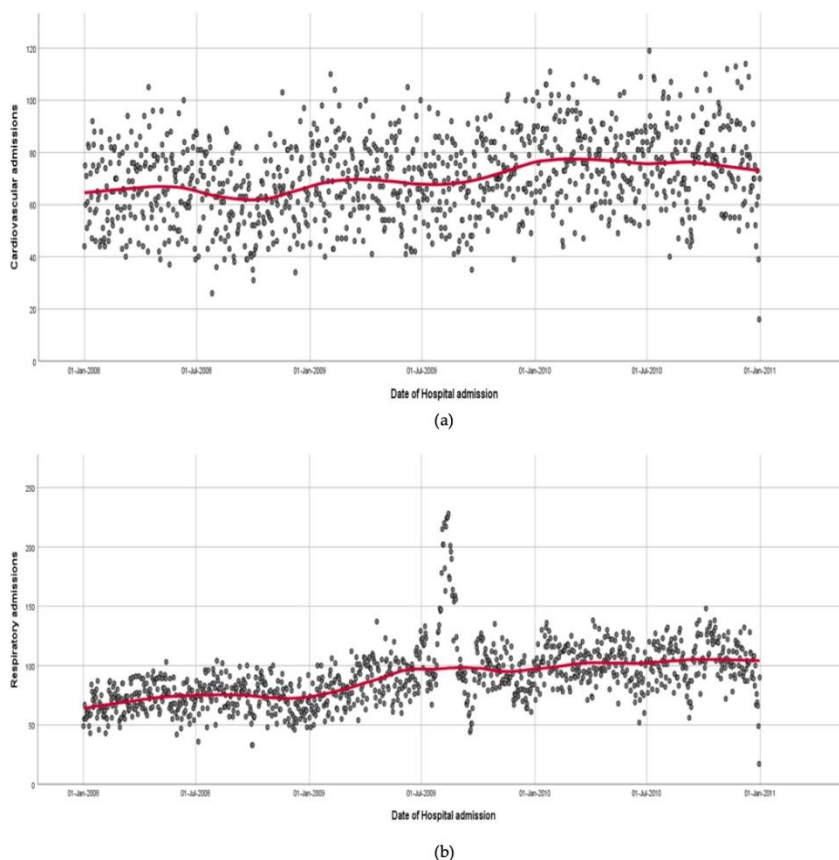 120
100
80
60
40
20
0
Cardiovascular admissions
01-Jan-2008 01-Jul-2008 01-Jan-2009 01-Jul-2009 01-Jan-2010 01-Jul-2010 01-Jan-2011
Date of Hospital admission
(a)
250
200
150
100
50
0
Respiratory admissions
01-Jan-2008 01-Jul-2008 01-Jan-2009 01-Jul-2009 01-Jan-2010 01-Jul-2010 01-Jan-2011
Date of Hospital admission
(b)